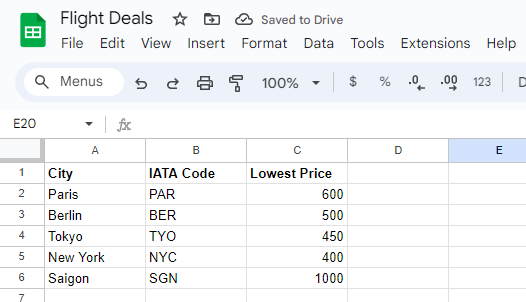 Flight Deals Saved to Drive
File Edit View Insert Format Data Tools Extensions Help
Menus 100% $ % .0 .00 123
E20 fx
A B C D E
1 City IATA Code Lowest Price
2 Paris PAR 600
3 Berlin BER 500
4 Tokyo TYO 450
5 New York NYC 400
6 Saigon SGN 1000
7